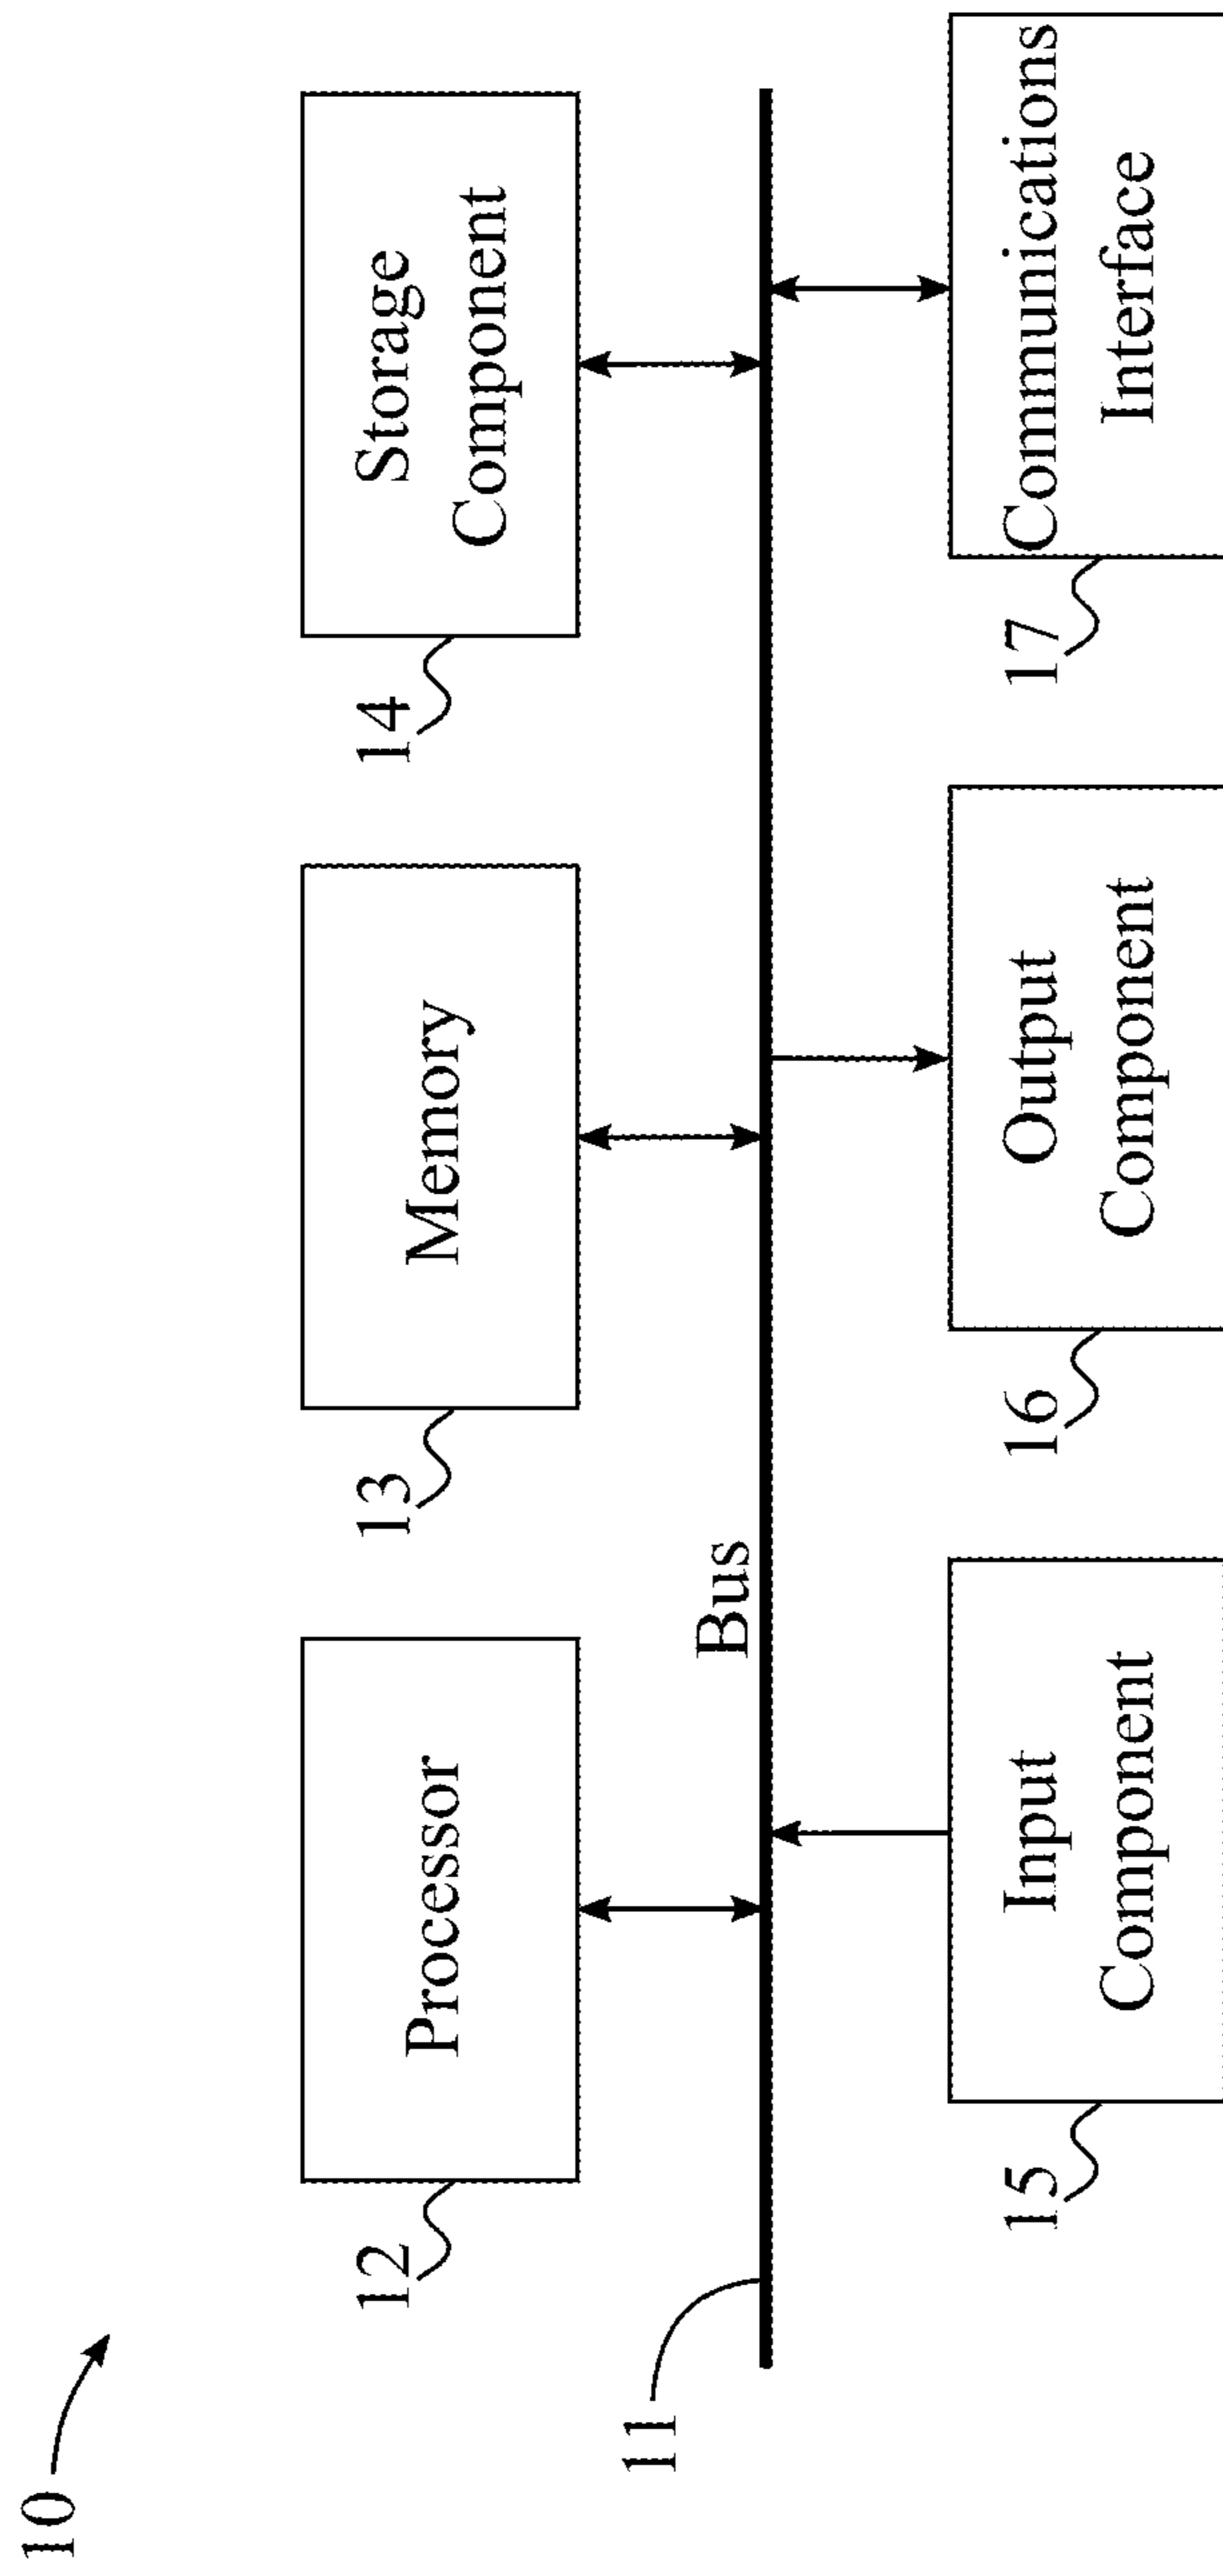 10
12
Processor
13
Memory
14
Storage
Component
11
Bus
15
Input
Component
16
Output
Component
17
Communications
Interface